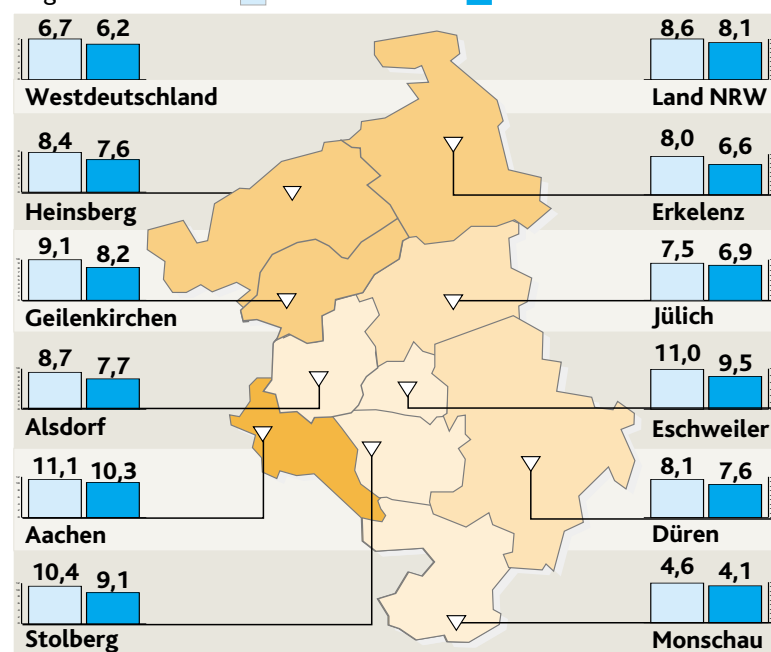 6,7 6,2
Westdeutschland
8,6 8,1
Land NRW
8,4 7,6
Heinsberg
8,0 6,6
Erkelenz
9,1 8,2
Geilenkirchen
7,5 6,9
Jülich
8,7 7,7
Alsdorf
11,0 9,5
Eschweiler
11,1 10,3
Aachen
8,1 7,6
Düren
10,4 9,1
Stolberg
4,6 4,1
Monschau